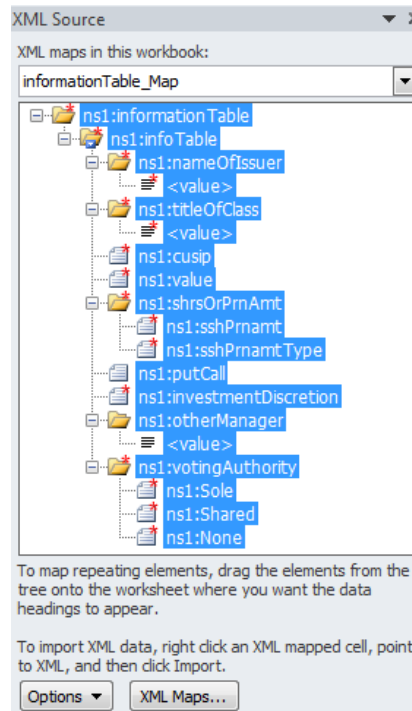 XML Source
XML maps in this workbook:
informationTable_Map
ns1:informationTable
ns1:infoTable
ns1:nameOfIssuer
<value>
ns1:titleOfClass
<value>
ns1:cusip
ns1:value
ns1:shrsOrPrnAmt
ns1:sshPrnamt
ns1:sshPrnamtType
ns1:putCall
ns1:investmentDiscretion
ns1:otherManager
<value>
ns1:votingAuthority
ns1:Sole
ns1:Shared
ns1:None
To map repeating elements, drag the elements from the
tree onto the worksheet where you want the data
headings to appear.
To import XML data, right click an XML mapped cell, point
to XML, and then click Import.
Options
XML Maps...